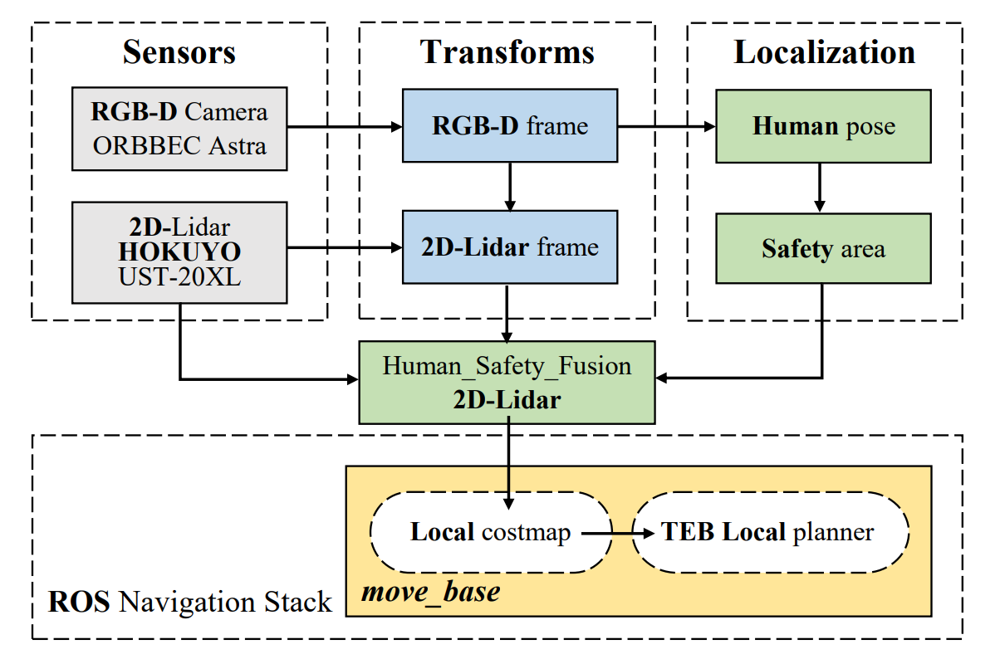 Sensors
RGB-D Camera
ORBBEC Astra
2D-Lidar
HOKUYO
UST-20XL
Transforms
RGB-D frame
2D-Lidar frame
Localization
Human pose
Safety area
Human_Safety_Fusion
2D-Lidar
Local costmap
TEB Local planner
move_base
ROS Navigation Stack